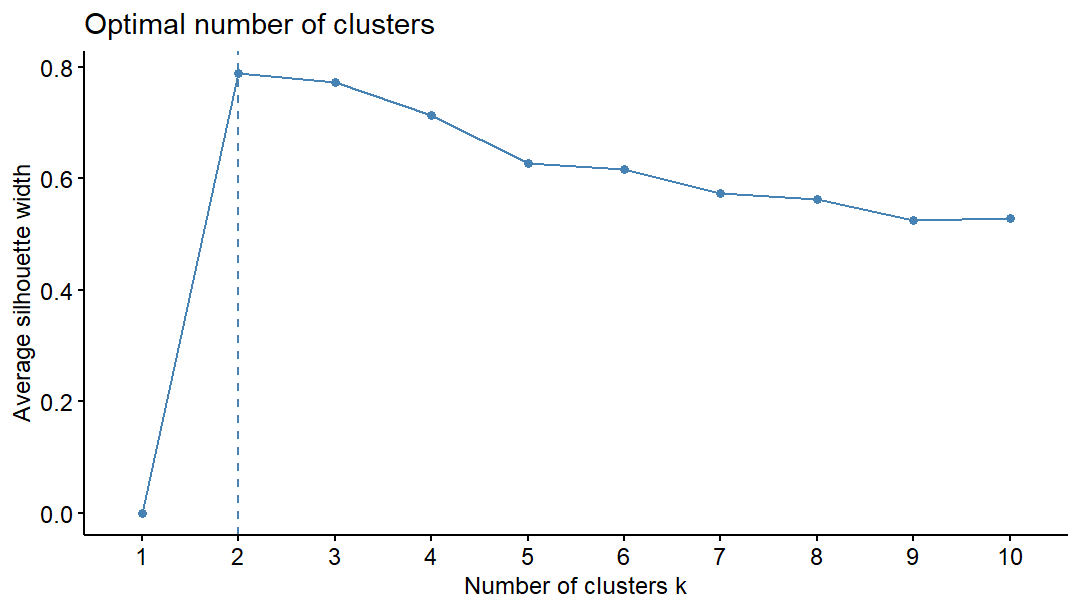 Optimal number of clusters
Average silhouette width
0.8
0.6
0.4
0.2
0.0
1 2 3 4 5 6 7 8 9 10
Number of clusters k